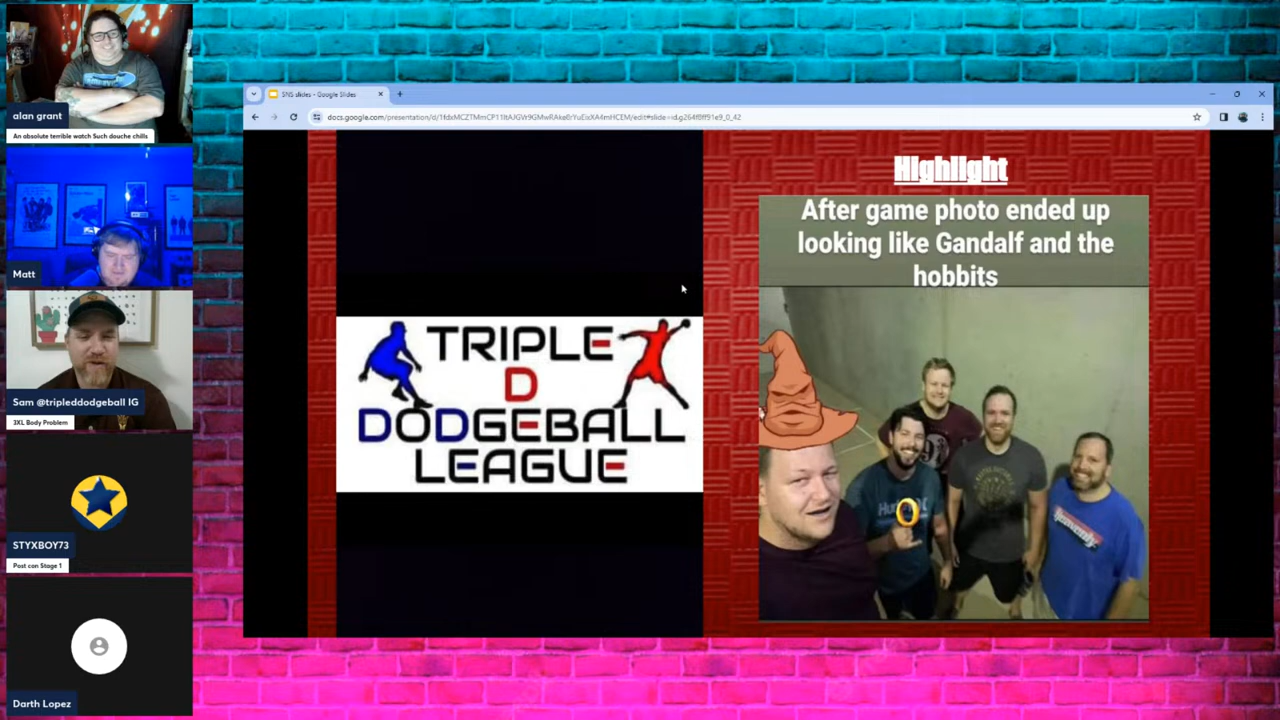 alan grant
An absolute terrible watch Such douche chills
Matt
Sam @tripleddodgeball IG
3XL Body Problem
STYXBOY73
Post con Stage 1
Darth Lopez
SNS slides - Google Slides
TRIPLE
D
DODGEBALL
LEAGUE
Highlight
After game photo ended up
looking like Gandalf and the
hobbits